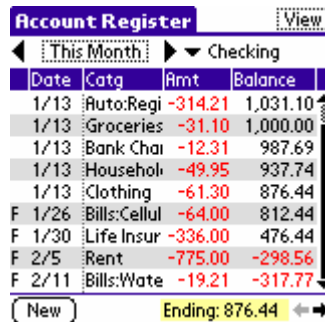 Account Register View
This Month Checking
Date Catg Amt Balance
1/13 Auto:Regi -314.21 1,031.10
1/13 Groceries -31.10 1,000.00
1/13 Bank Char -12.31 987.69
1/13 Household -49.95 937.74
1/13 Clothing -61.30 876.44
F 1/26 Bills:Cellul -64.00 812.44
F 1/30 Life Insur -336.00 476.44
F 2/5 Rent -775.00 -298.56
F 2/11 Bills:Wate -19.21 -317.77
New Ending: 876.44